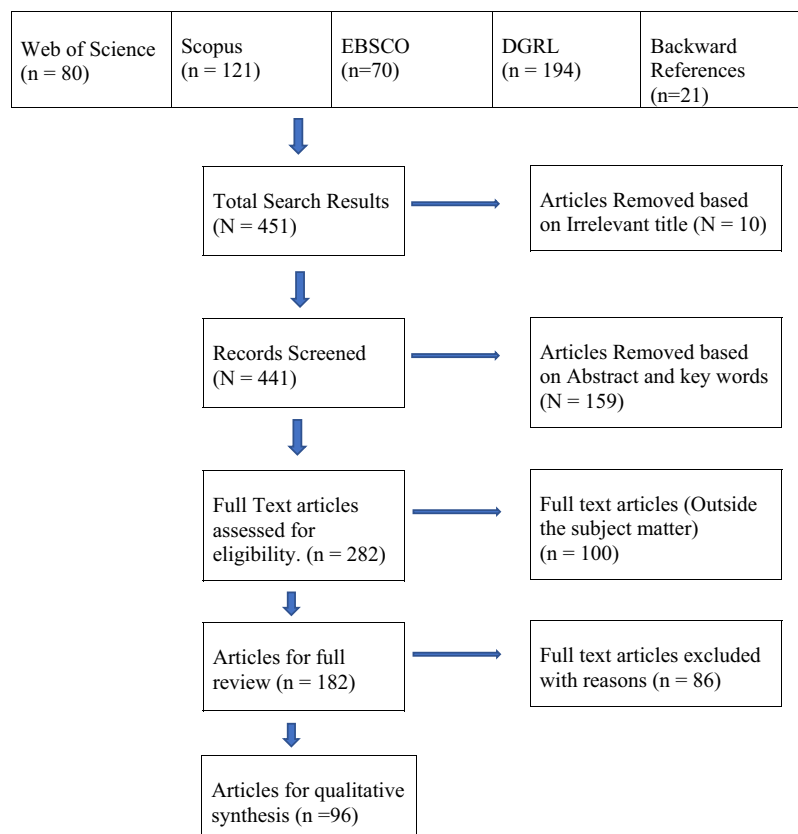 Web of Science
(n = 80)
Scopus
(n = 121)
EBSCO
(n=70)
DGRL
(n = 194)
Backward
References
(n=21)
Total Search Results
(N = 451)
Articles Removed based
on Irrelevant title (N = 10)
Records Screened
(N = 441)
Articles Removed based
on Abstract and key words
(N = 159)
Full Text articles
assessed for
eligibility. (n = 282)
Full text articles (Outside
the subject matter)
(n = 100)
Articles for full
review (n = 182)
Full text articles excluded
with reasons (n = 86)
Articles for qualitative
synthesis (n =96)